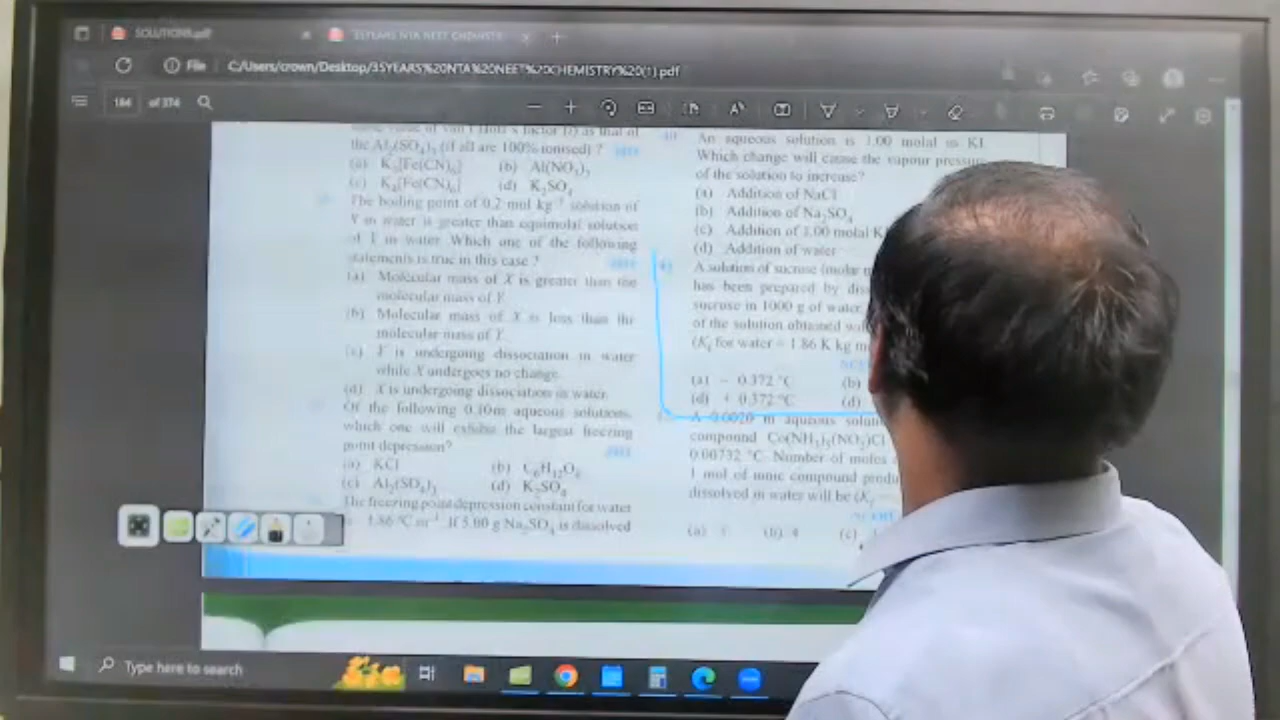 SOLUTIONS.pdf
35YEARS NTA NEET CHEMISTR
File C:/Users/crown/Desktop/35YEARS%20NTA%20NEET%20CHEMISTRY%20(1).pdf
184 of 374
the Al₂(SO₄)₃ (if all are 100% ionised) ?
(a) K₃[Fe(CN)₆] (b) Al(NO₃)₃
(c) K₄[Fe(CN)₆] (d) K₂SO₄
The boiling point of 0.2 mol kg⁻¹ solution of
X in water is greater than equimolal solution
of Y in water. Which one of the following
statements is true in this case ?
(a) Molecular mass of X is greater than the
molecular mass of Y.
(b) Molecular mass of X is less than the
molecular mass of Y.
(c) Y is undergoing dissociation in water
while X undergoes no change.
(d) X is undergoing dissociation in water.
Of the following 0.10m aqueous solutions,
which one will exhibit the largest freezing
point depression?
(a) KCl (b) C₆H₁₂O₆
(c) Al₂(SO₄)₃ (d) K₂SO₄
The freezing point depression constant for water
1.86 °C m⁻¹. If 5.00 g Na₂SO₄ is dissolved
An aqueous solution is 1.00 molal in KI.
Which change will cause the vapour pressure
of the solution to increase?
(a) Addition of NaCl
(b) Addition of Na₂SO₄
(c) Addition of 1.00 molal K
(d) Addition of water
A solution of sucrose (molar
has been prepared by
sucrose in 1000 g of water.
of the solution obtained
(Kf for water = 1.86 K kg
(a) – 0.372 °C (b)
(d) + 0.372 °C (d)
A 0.0020 m aqueous
compound Co(NH₃)₅(NO₂)Cl
0.00732 °C. Number of moles
1 mol of ionic compound
dissolved in water will be
(b) 4 (c)
Type here to search